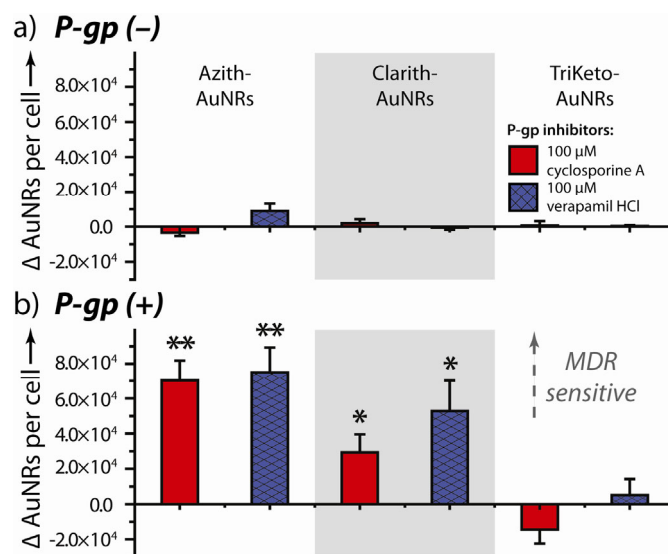 a) P-gp (–)
Δ AuNRs per cell →
8.0×10⁴
6.0×10⁴
4.0×10⁴
2.0×10⁴
0.0
-2.0×10⁴
Azith-
AuNRs
Clarith-
AuNRs
TriKeto-
AuNRs
P-gp inhibitors:
100 µM
cyclosporine A
100 µM
verapamil HCl
b) P-gp (+)
Δ AuNRs per cell →
8.0×10⁴
6.0×10⁴
4.0×10⁴
2.0×10⁴
0.0
-2.0×10⁴
**
**
*
*
MDR
sensitive